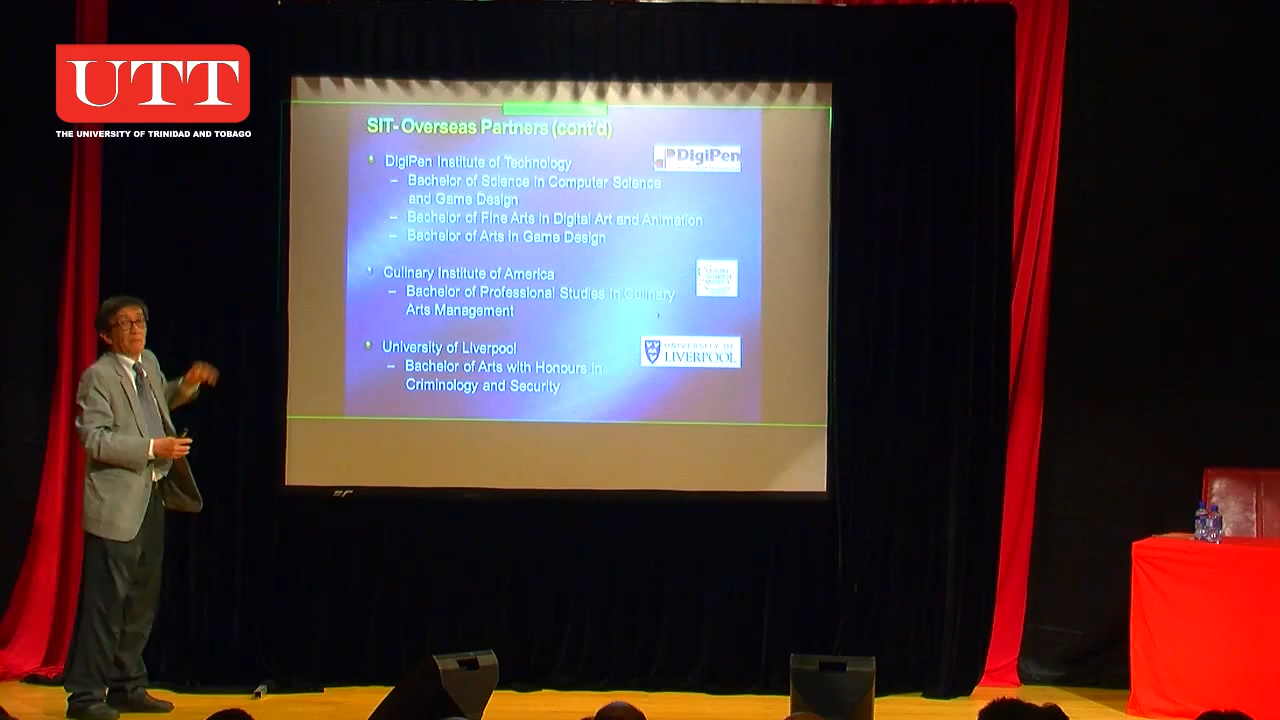 UTT
THE UNIVERSITY OF TRINIDAD AND TOBAGO
SIT- Overseas Partners (cont'd)
DigiPen
• DigiPen Institute of Technology
– Bachelor of Science in Computer Science
and Game Design
– Bachelor of Fine Arts in Digital Art and Animation
– Bachelor of Arts in Game Design
• Culinary Institute of America
– Bachelor of Professional Studies in Culinary
Arts Management
• University of Liverpool
– Bachelor of Arts with Honours in
Criminology and Security
UNIVERSITY OF
LIVERPOOL